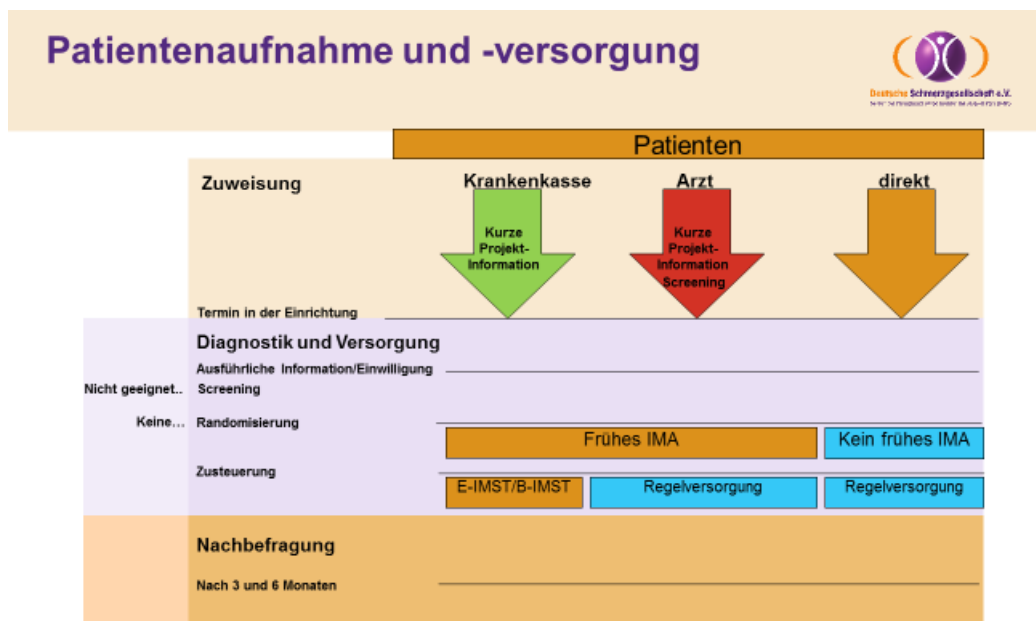 Patientenaufnahme und -versorgung
Deutsche Schmerzgesellschaft e.V.
Patienten
Zuweisung
Krankenkasse
Arzt
direkt
Kurze
Projekt-
Information
Kurze
Projekt-
Information
Screening
Termin in der Einrichtung
Diagnostik und Versorgung
Ausführliche Information/Einwilligung
Nicht geeignet..
Screening
Keine...
Randomisierung
Frühes IMA
Kein frühes IMA
Zusteuerung
E-IMST/B-IMST
Regelversorgung
Regelversorgung
Nachbefragung
Nach 3 und 6 Monaten